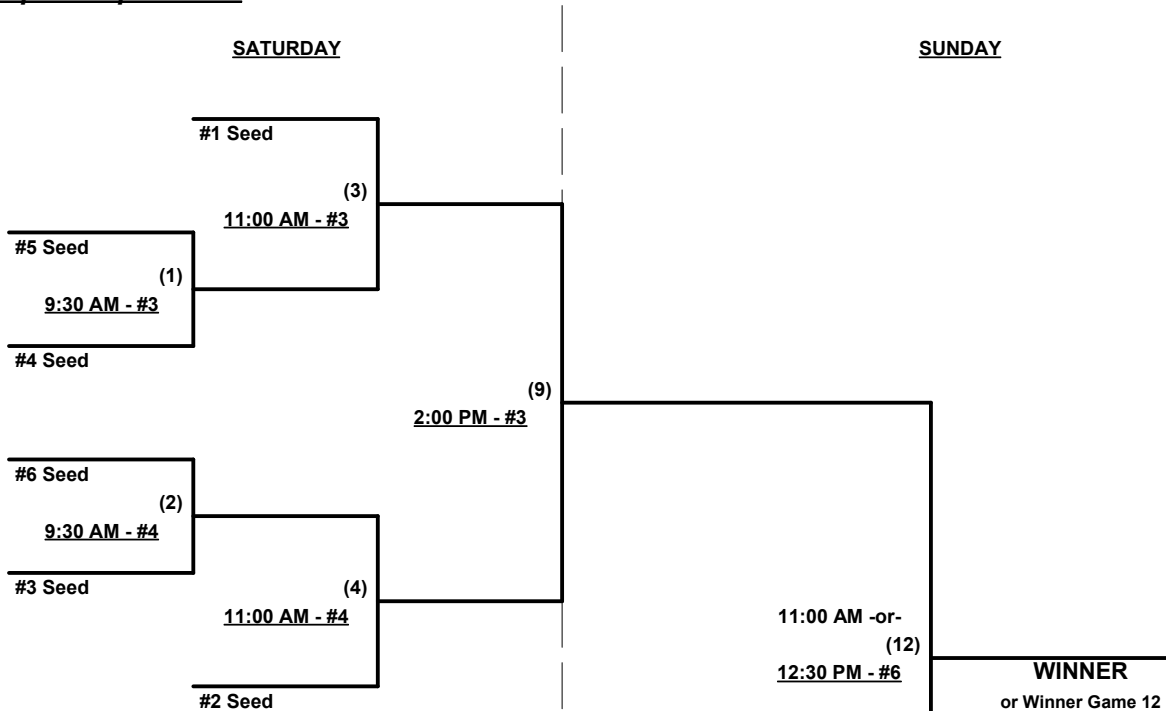 SATURDAY
SUNDAY
#1 Seed
(3)
11:00 AM - #3
#5 Seed
(1)
9:30 AM - #3
#4 Seed
(9)
2:00 PM - #3
#6 Seed
(2)
9:30 AM - #4
#3 Seed
(4)
11:00 AM - #4
#2 Seed
11:00 AM -or-
(12)
12:30 PM - #6
WINNER
or Winner Game 12